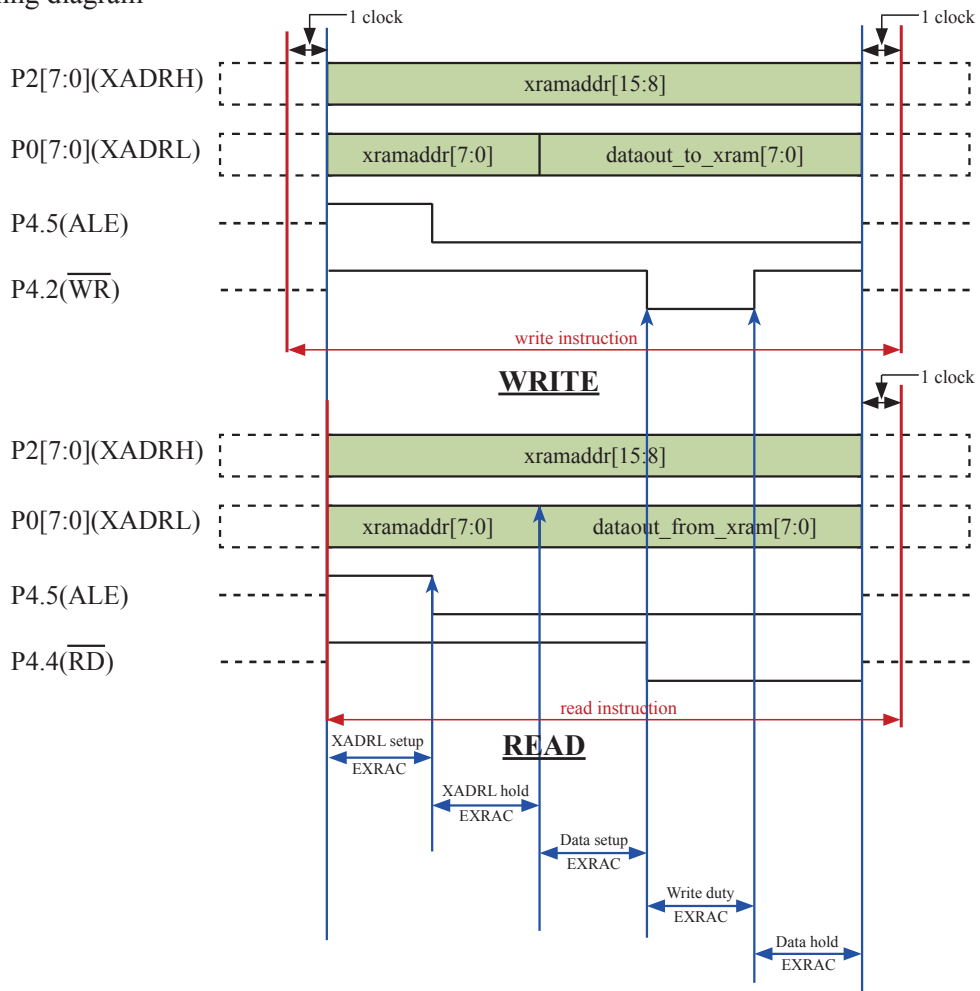 ing diagram
1 clock
1 clock
P2[7:0](XADRH)
xramaddr[15:8]
P0[7:0](XADRL)
xramaddr[7:0]
dataout_to_xram[7:0]
P4.5(ALE)
P4.2(WR)
write instruction
WRITE
1 clock
P2[7:0](XADRH)
xramaddr[15:8]
P0[7:0](XADRL)
xramaddr[7:0]
dataout_from_xram[7:0]
P4.5(ALE)
P4.4(RD)
read instruction
READ
XADRL setup
EXRAC
XADRL hold
EXRAC
Data setup
EXRAC
Write duty
EXRAC
Data hold
EXRAC